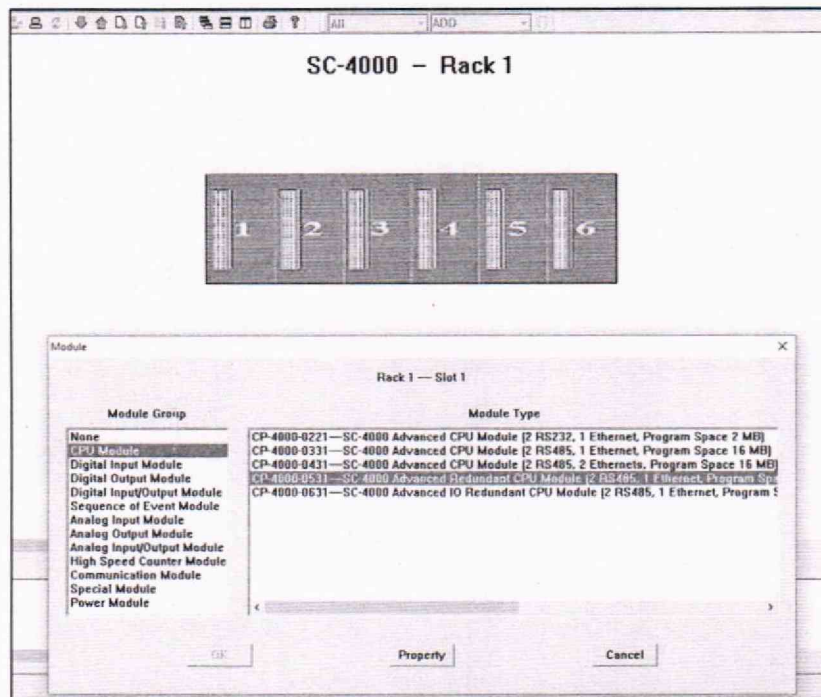 All
ADD
SC-4000 – Rack 1
1 2 3 4 5 6
Module
Rack 1 — Slot 1
Module Group
Module Type
None
CPU Module
Digital Input Module
Digital Output Module
Digital Input/Output Module
Sequence of Event Module
Analog Input Module
Analog Output Module
Analog Input/Output Module
High Speed Counter Module
Communication Module
Special Module
Power Module
CP-4000-0221—SC-4000 Advanced CPU Module [2 RS232, 1 Ethernet, Program Space 2 MB]
CP-4000-0331—SC-4000 Advanced CPU Module [2 RS485, 1 Ethernet, Program Space 16 MB]
CP-4000-0431—SC-4000 Advanced CPU Module [2 RS485, 2 Ethernets, Program Space 16 MB]
CP-4000-0531—SC-4000 Advanced Redundant CPU Module [2 RS485, 1 Ethernet, Program Spa
CP-4000-0631—SC-4000 Advanced IO Redundant CPU Module [2 RS485, 1 Ethernet, Program S
OK
Property
Cancel